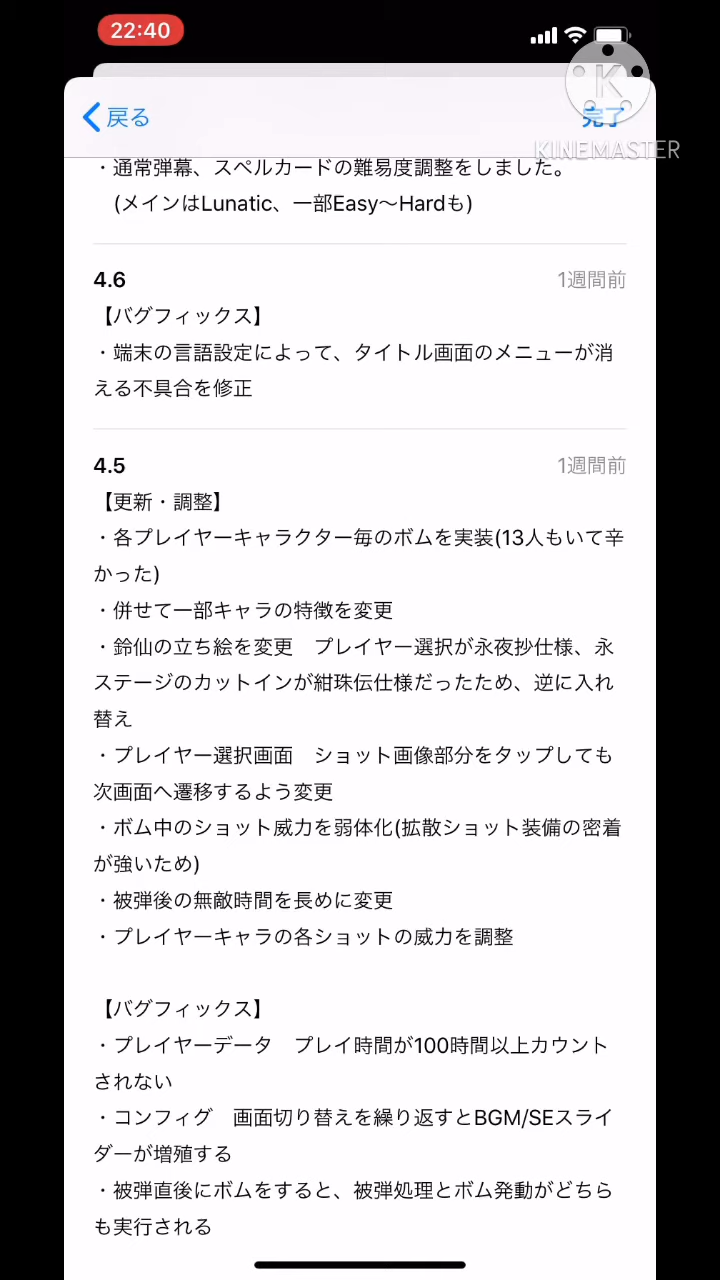 22:40
戻る
完了
K
KINEMASTER
・通常弾幕、スペルカードの難易度調整をしました。
(メインはLunatic、一部Easy〜Hardも)
4.6
1週間前
【バグフィックス】
・端末の言語設定によって、タイトル画面のメニューが消
える不具合を修正
4.5
1週間前
【更新・調整】
・各プレイヤーキャラクター毎のボムを実装(13人もいて辛
かった)
・併せて一部キャラの特徴を変更
・鈴仙の立ち絵を変更　プレイヤー選択が永夜抄仕様、永
ステージのカットインが紺珠伝仕様だったため、逆に入れ
替え
・プレイヤー選択画面　ショット画像部分をタップしても
次画面へ遷移するよう変更
・ボム中のショット威力を弱体化(拡散ショット装備の密着
が強いため)
・被弾後の無敵時間を長めに変更
・プレイヤーキャラの各ショットの威力を調整
【バグフィックス】
・プレイヤーデータ　プレイ時間が100時間以上カウント
されない
・コンフィグ　画面切り替えを繰り返すとBGM/SEスライ
ダーが増殖する
・被弾直後にボムをすると、被弾処理とボム発動がどちら
も実行される